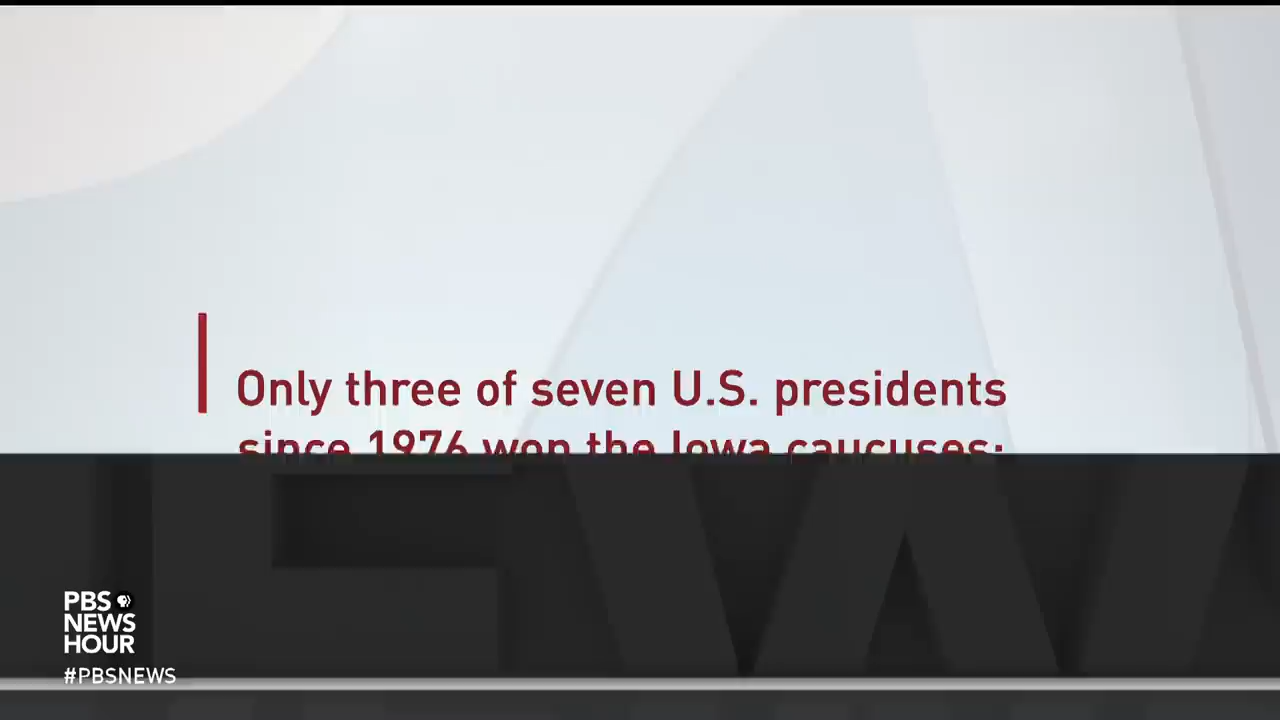 Only three of seven U.S. presidents
since 1976 won the Iowa caucuses:
PBS
NEWS
HOUR
#PBSNEWS